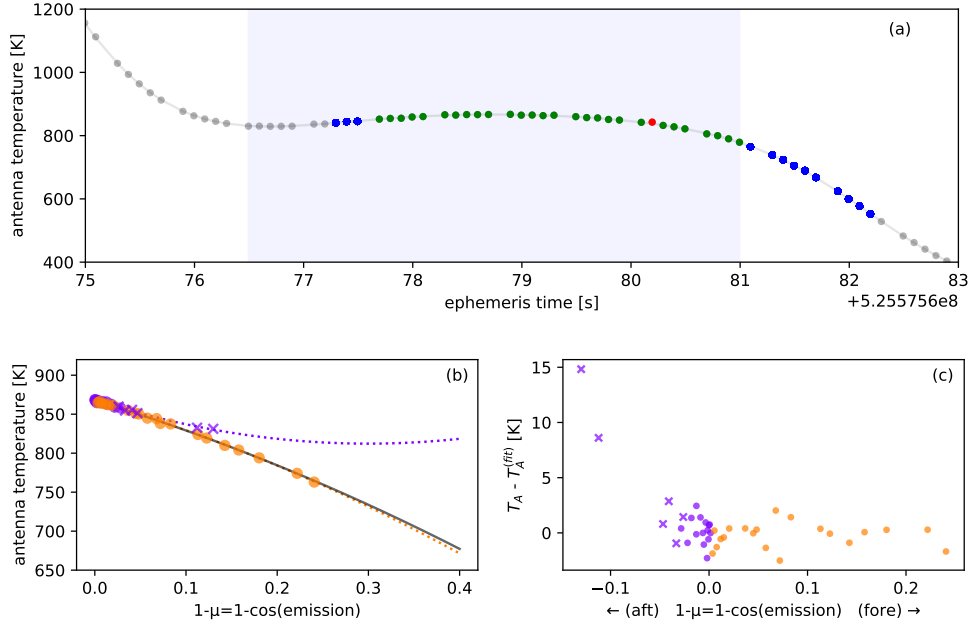 1200
1000
800
600
400
antenna temperature [K]
(a)
75 76 77 78 79 80 81 82 83
ephemeris time [s]
+5.255756e8
900
850
800
750
700
650
antenna temperature [K]
(b)
0.0 0.1 0.2 0.3 0.4
1-μ=1-cos(emission)
15
10
5
0
T_A - T_A^(fit) [K]
(c)
−0.1 0.0 0.1 0.2
← (aft) 1-μ=1-cos(emission) (fore) →